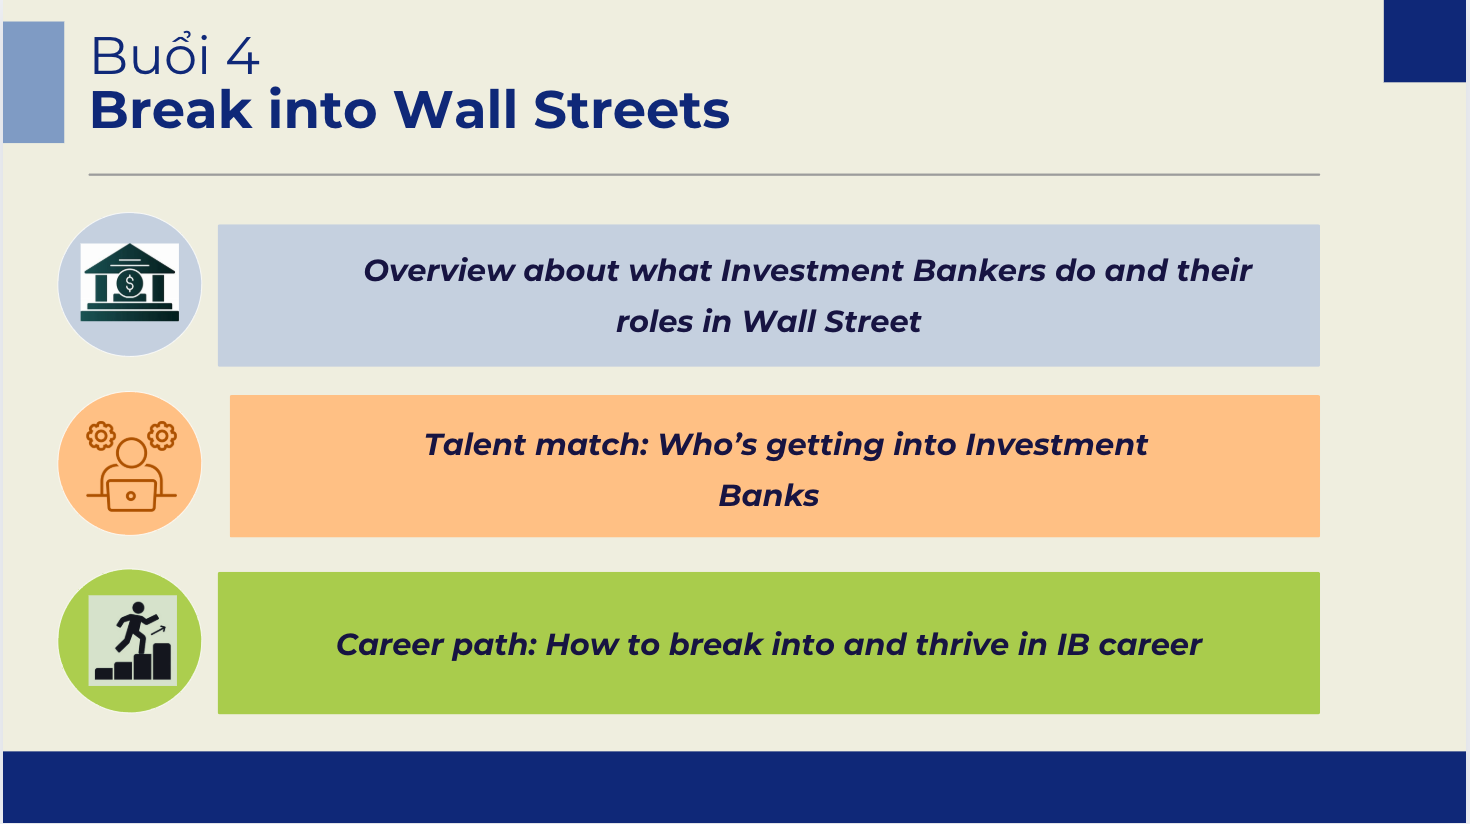 Buổi 4
Break into Wall Streets
Overview about what Investment Bankers do and their
roles in Wall Street
Talent match: Who’s getting into Investment
Banks
Career path: How to break into and thrive in IB career
$